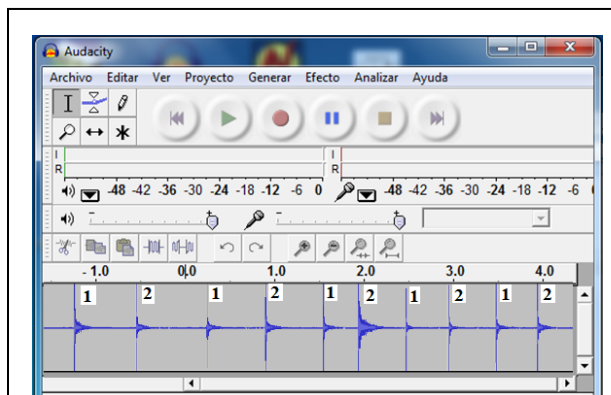 Audacity
Archivo Editar Ver Proyecto Generar Efecto Analizar Ayuda
L
R
-48 -42 -36 -30 -24 -18 -12 -6 0
L
R
-48 -42 -36 -30 -24 -18 -12 -6
- 1.0 0,0 1.0 2.0 3.0 4.0
1 2 1 2 1 2 1 2 1 2